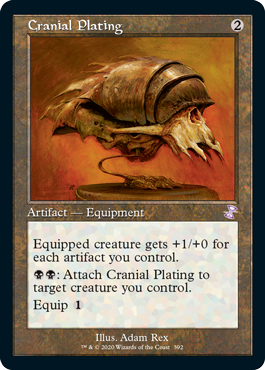 Cranial Plating 2
Artifact — Equipment
Equipped creature gets +1/+0 for
each artifact you control.
: Attach Cranial Plating to
target creature you control.
Equip 1
Illus. Adam Rex
™ & © 2020 Wizards of the Coast 392